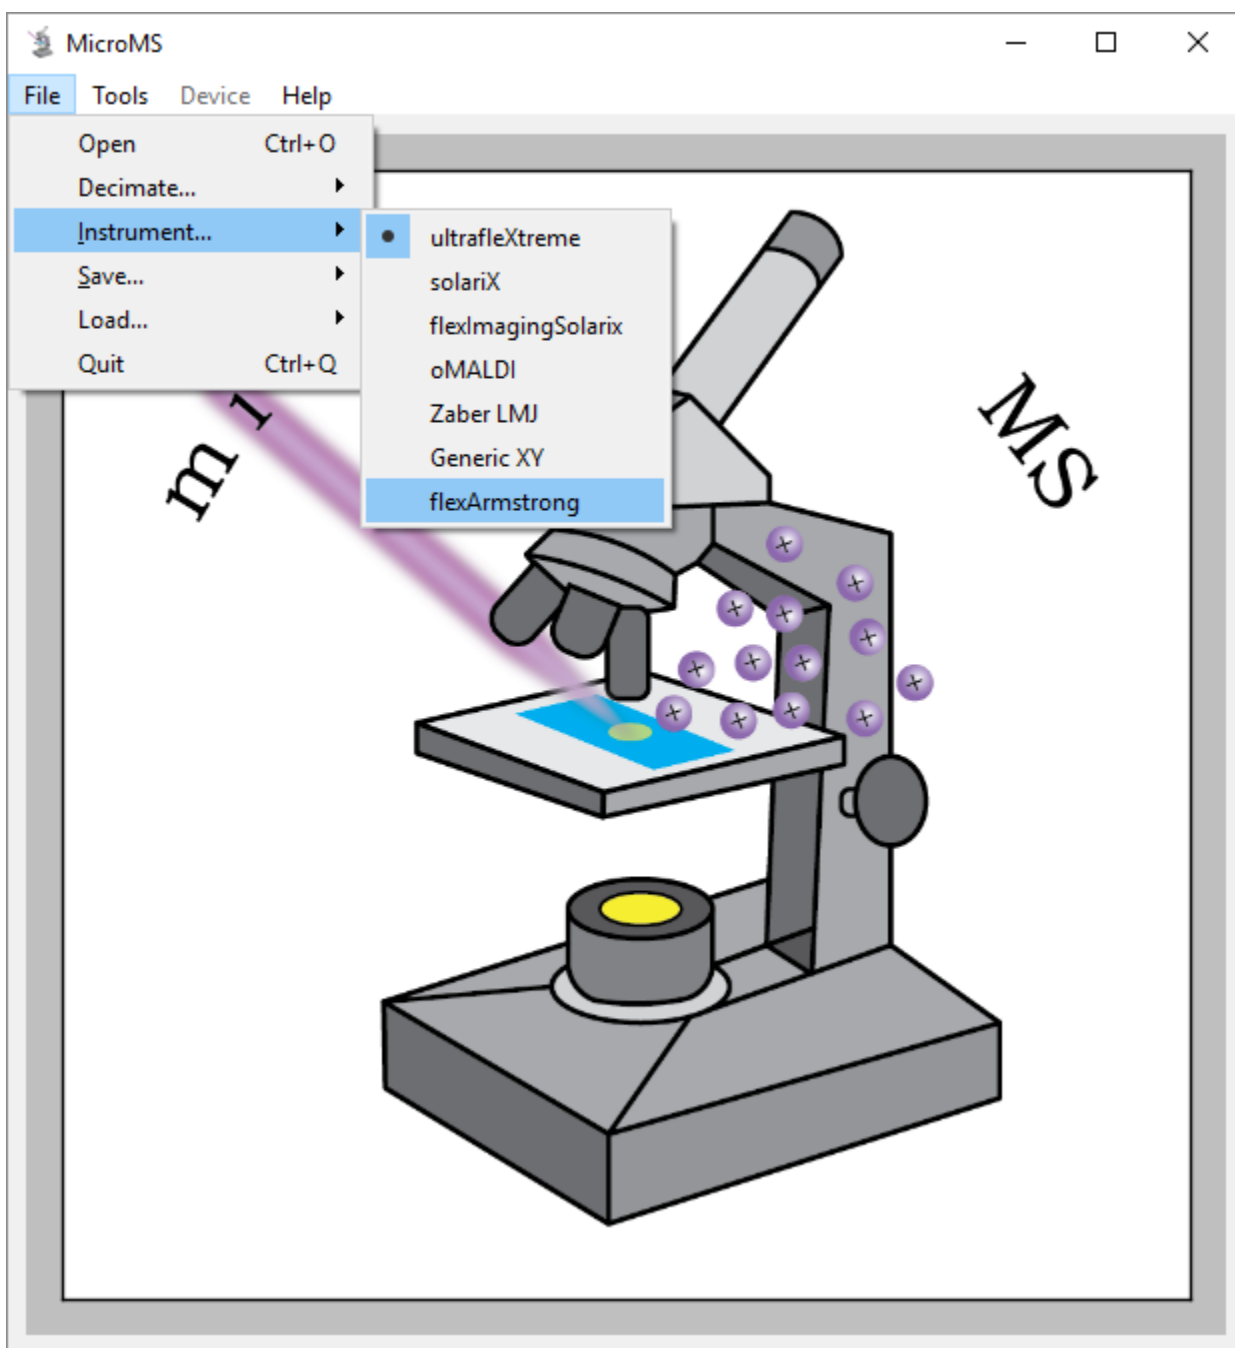 MicroMS
File Tools Device Help
Open Ctrl+O
Decimate...
Instrument...
Save...
Load...
Quit Ctrl+Q
ultrafleXtreme
solariX
flexImagingSolarix
oMALDI
Zaber LMJ
Generic XY
flexArmstrong
m i
MS
+
+
+
+
+
+
+
+
+
+
+
+
+